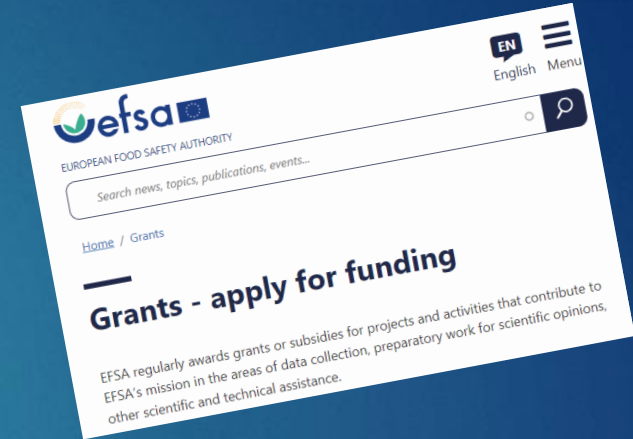 efsa
EUROPEAN FOOD SAFETY AUTHORITY
EN
English Menu
Search news, topics, publications, events...
Home / Grants
Grants - apply for funding
EFSA regularly awards grants or subsidies for projects and activities that contribute to
EFSA's mission in the areas of data collection, preparatory work for scientific opinions,
other scientific and technical assistance.